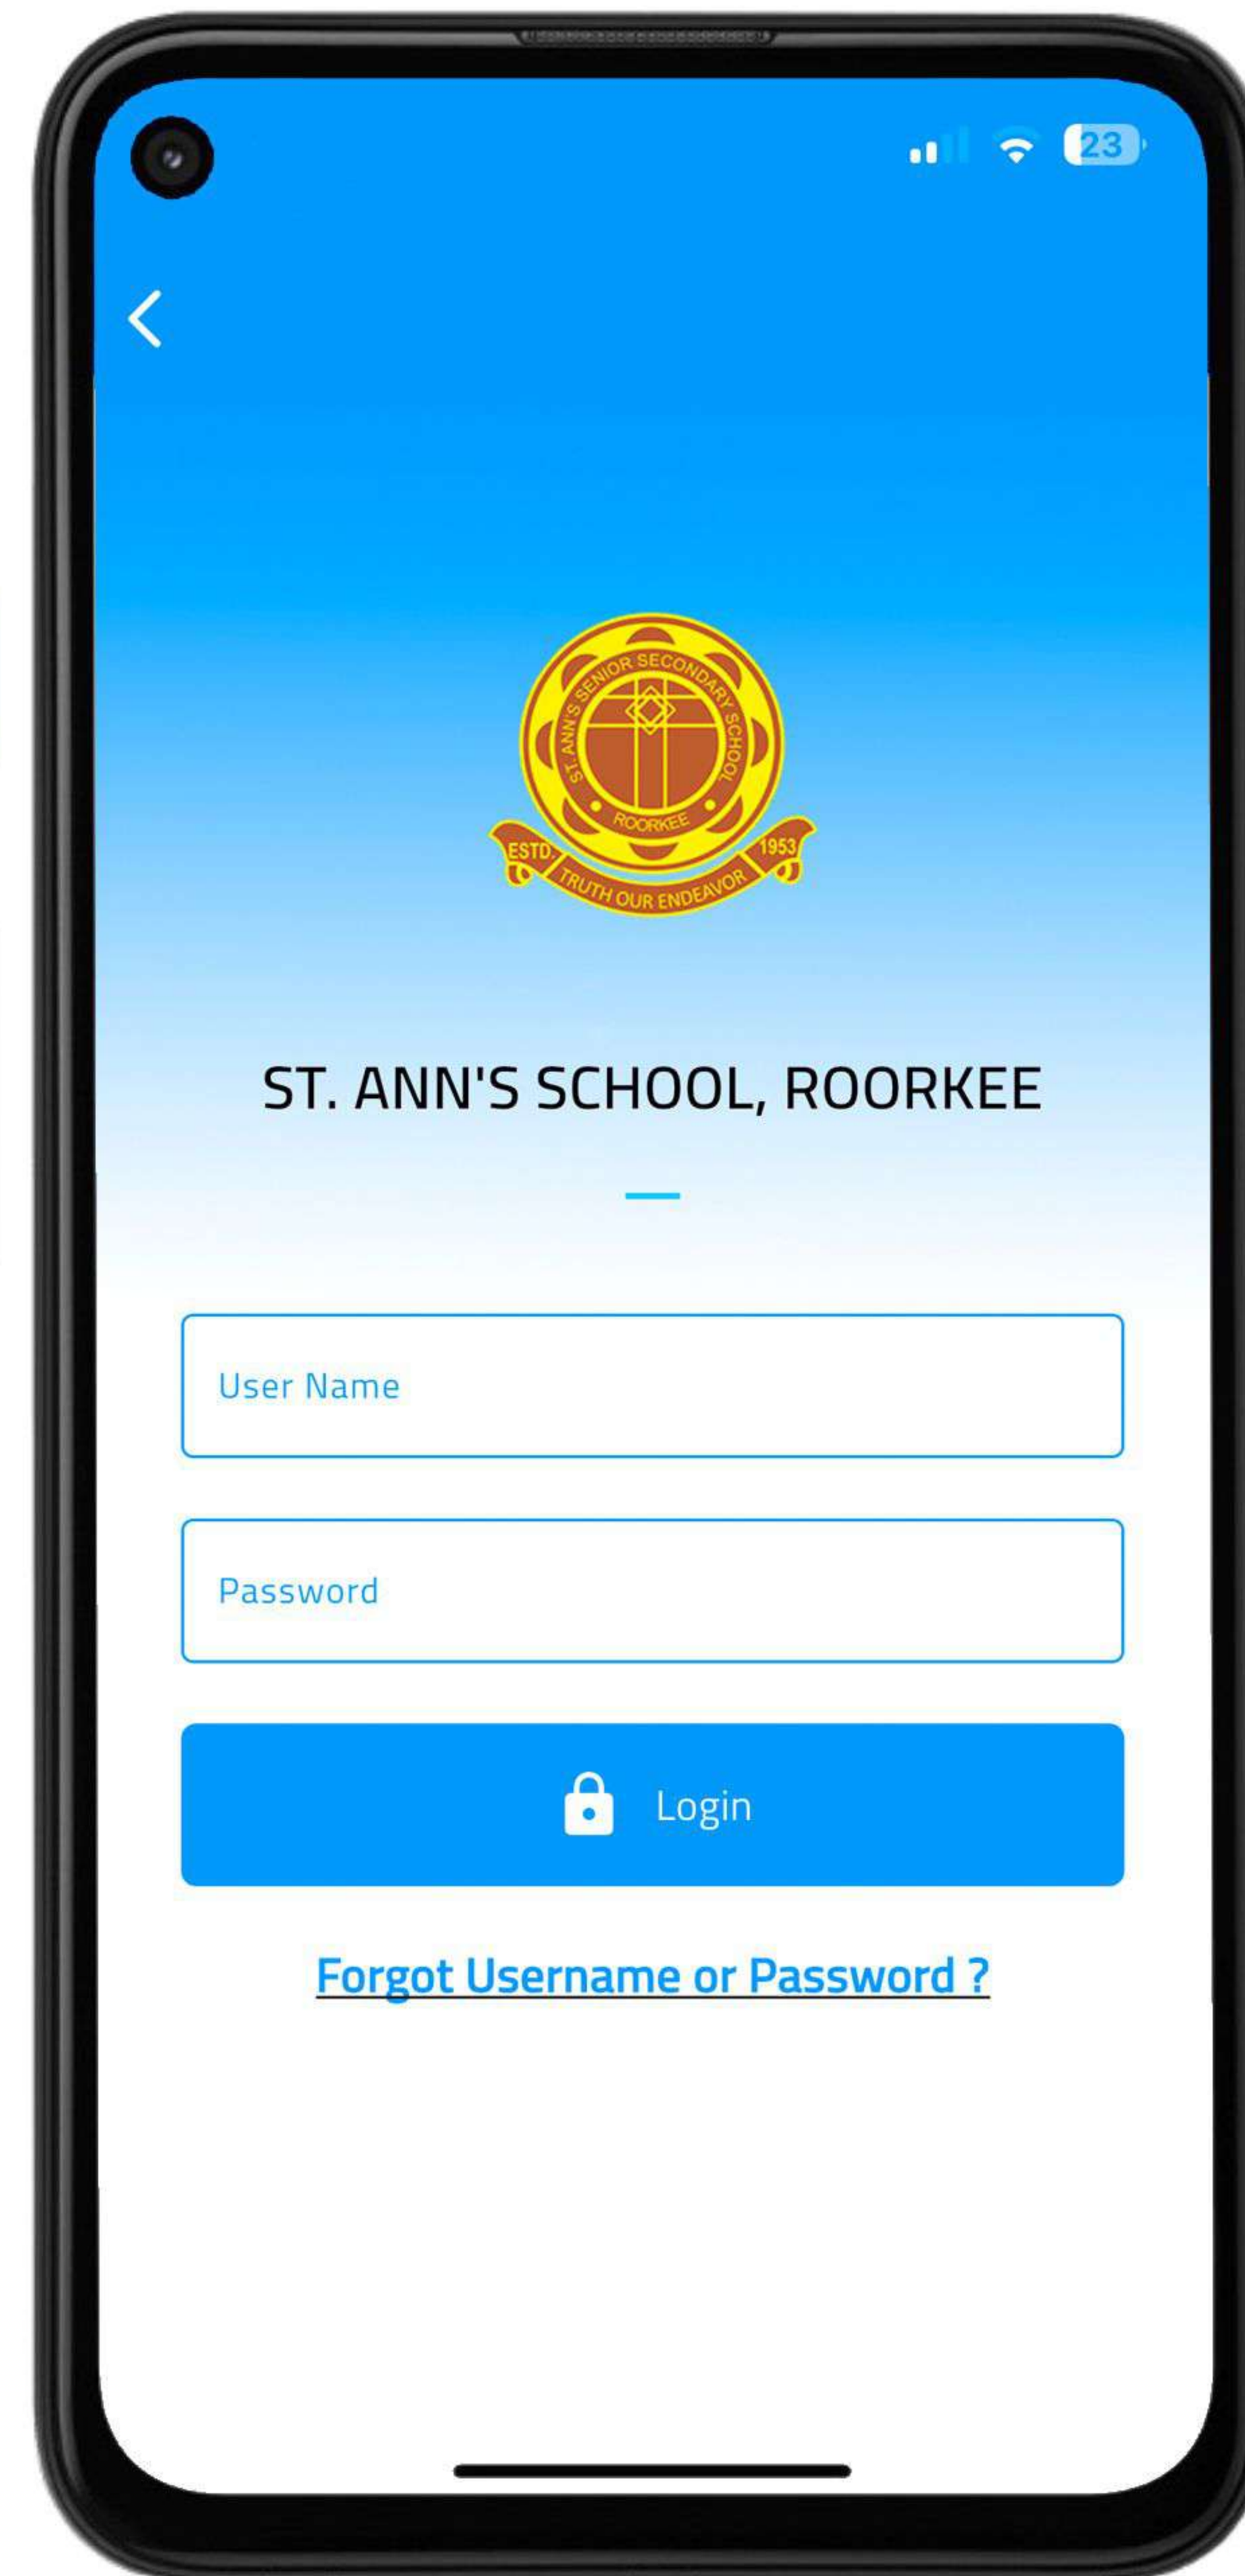 23
ST. ANN'S SENIOR SECONDARY SCHOOL
ROORKEE
ESTD. 1953
TRUTH OUR ENDEAVOR
ST. ANN'S SCHOOL, ROORKEE
User Name
Password
Login
Forgot Username or Password ?